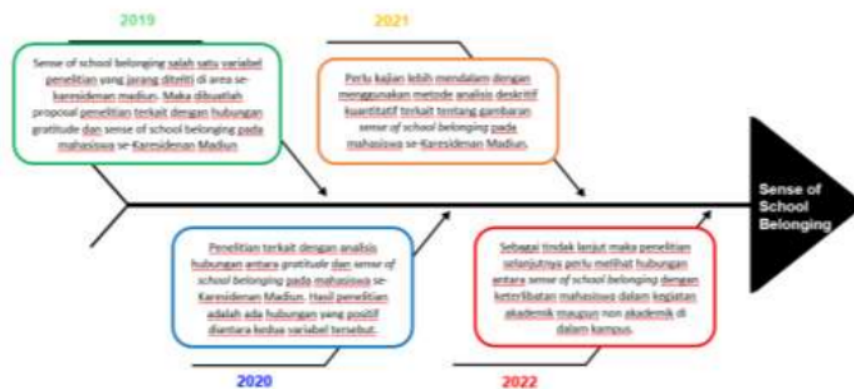 2019
Sense of school belonging salah satu variabel
penelitian yang jarang diteliti di area se-
karesidenan madiun. Maka dibuatlah
proposal penelitian terkait dengan hubungan
gratitude dan sense of school belonging pada
mahasiswa se-Karesidenan Madiun
2021
Perlu kajian lebih mendalam dengan
menggunakan metode analisis deskritif
kuantitatif terkait tentang gambaran
sense of school belonging pada
mahasiswa se-Karesidenan Madiun.
Sense of
School
Belonging
Penelitian terkait dengan analisis
hubungan antara gratitude dan sense of
school belonging pada mahasiswa se-
Karesidenan Madiun. Hasil penelitian
adalah ada hubungan yang positif
diantara kedua variabel tersebut.
2020
Sebagai tindak lanjut maka penelitian
selanjutnya perlu melihat hubungan
antara sense of school belonging dengan
keterlibatan mahasiswa dalam kegiatan
akademik maupun non akademik di
dalam kampus.
2022